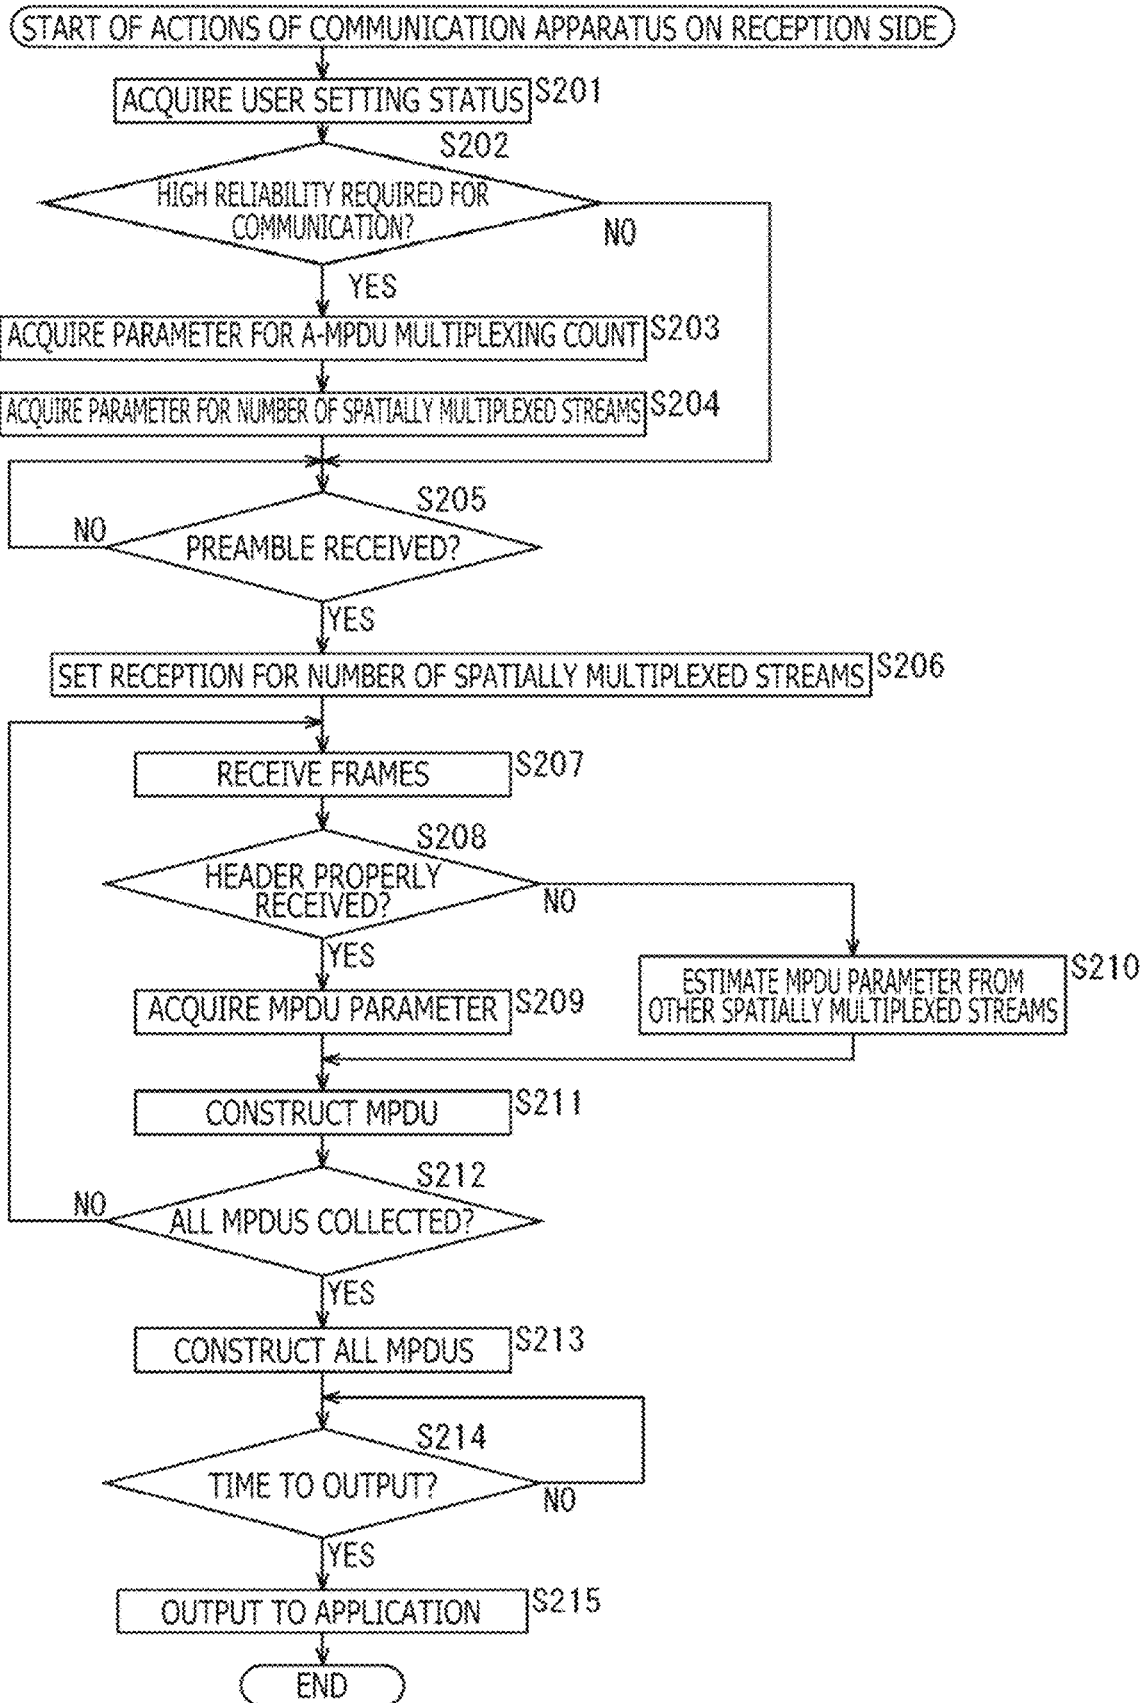 START OF ACTIONS OF COMMUNICATION APPARATUS ON RECEPTION SIDE
ACQUIRE USER SETTING STATUS
S201
S202
HIGH RELIABILITY REQUIRED FOR
COMMUNICATION?
NO
YES
ACQUIRE PARAMETER FOR A-MPDU MULTIPLEXING COUNT
S203
ACQUIRE PARAMETER FOR NUMBER OF SPATIALLY MULTIPLEXED STREAMS
S204
S205
NO
PREAMBLE RECEIVED?
YES
SET RECEPTION FOR NUMBER OF SPATIALLY MULTIPLEXED STREAMS
S206
RECEIVE FRAMES
S207
S208
HEADER PROPERLY
RECEIVED?
NO
YES
ACQUIRE MPDU PARAMETER
S209
ESTIMATE MPDU PARAMETER FROM
OTHER SPATIALLY MULTIPLEXED STREAMS
S210
CONSTRUCT MPDU
S211
S212
NO
ALL MPDUS COLLECTED?
YES
CONSTRUCT ALL MPDUS
S213
S214
TIME TO OUTPUT?
NO
YES
OUTPUT TO APPLICATION
S215
END